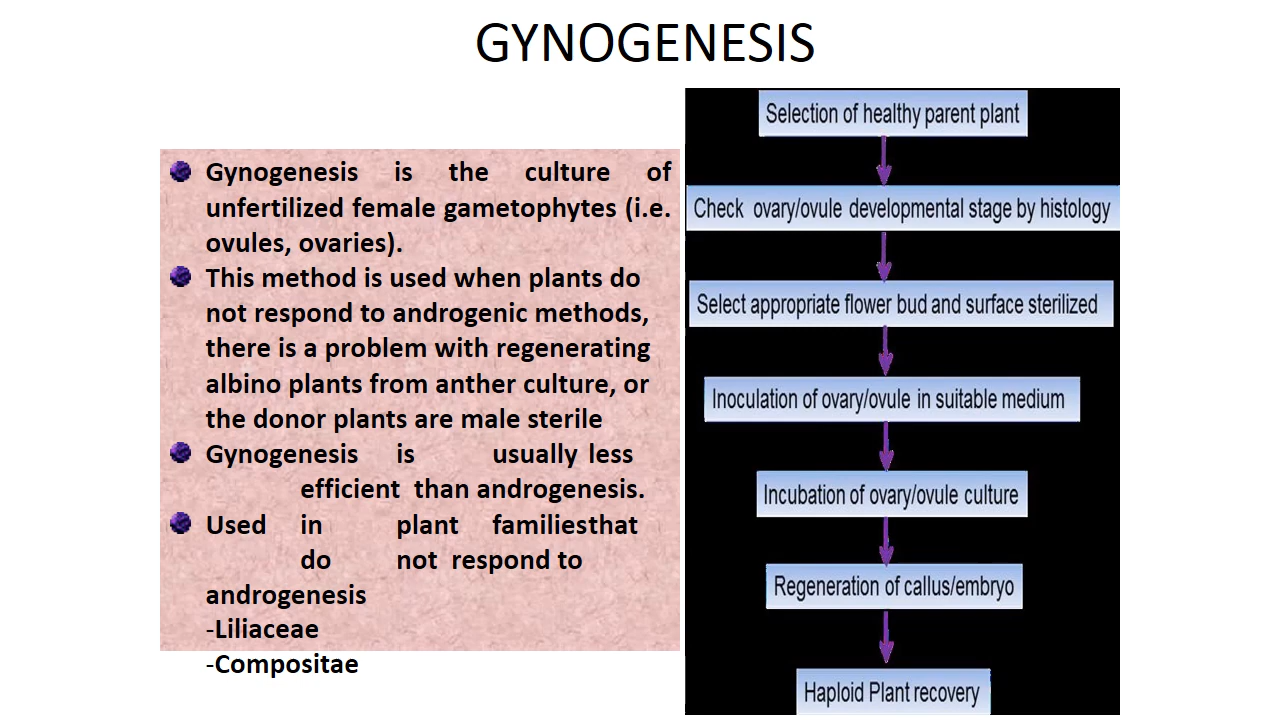 GYNOGENESIS
Gynogenesis is the culture of
unfertilized female gametophytes (i.e.
ovules, ovaries).
This method is used when plants do
not respond to androgenic methods,
there is a problem with regenerating
albino plants from anther culture, or
the donor plants are male sterile
Gynogenesis is usually less
efficient than androgenesis.
Used in plant familiesthat
do not respond to
androgenesis
-Liliaceae
-Compositae
Selection of healthy parent plant
Check ovary/ovule developmental stage by histology
Select appropriate flower bud and surface sterilized
Inoculation of ovary/ovule in suitable medium
Incubation of ovary/ovule culture
Regeneration of callus/embryo
Haploid Plant recovery